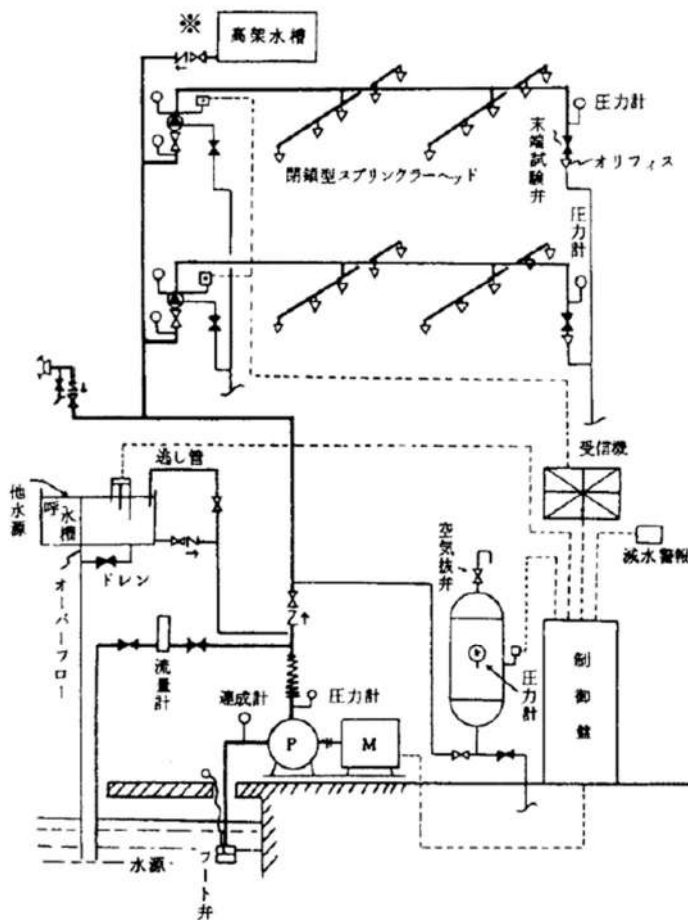 ※
高架水槽
圧力計
末端試験弁
オリフィス
閉鎖型スプリンクラーヘッド
圧力計
受信機
逃し管
他水源
呼水槽
ドレン
オーバーフロー
空気抜弁
減水警報
流量計
連成計
圧力計
圧力計
制御盤
P
M
水源
フート弁